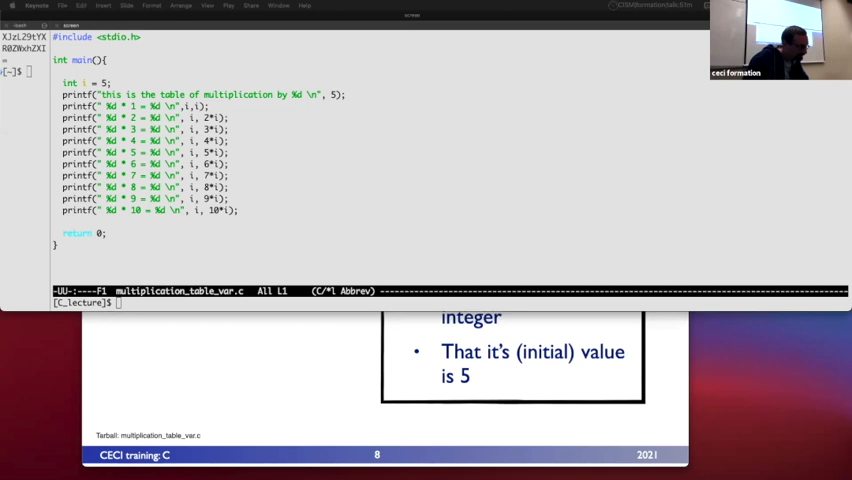 Keynote File Edit Insert Slide Format Arrange View Play Share Window Help
screen
screen
XJzL29tYX
R0ZWxhZXI
=
[~]$
#include <stdio.h>
int main(){
int i = 5;
printf("this is the table of multiplication by %d \n", 5);
printf(" %d * 1 = %d \n",i,i);
printf(" %d * 2 = %d \n", i, 2*i);
printf(" %d * 3 = %d \n", i, 3*i);
printf(" %d * 4 = %d \n", i, 4*i);
printf(" %d * 5 = %d \n", i, 5*i);
printf(" %d * 6 = %d \n", i, 6*i);
printf(" %d * 7 = %d \n", i, 7*i);
printf(" %d * 8 = %d \n", i, 8*i);
printf(" %d * 9 = %d \n", i, 9*i);
printf(" %d * 10 = %d \n", i, 10*i);
return 0;
}
-UU-:----F1 multiplication_table_var.c All L1 (C/*l Abbrev)
[C_lecture]$
ceci formation
integer
• That it's (initial) value
is 5
Tarball: multiplication_table_var.c
CECI training: C 8 2021